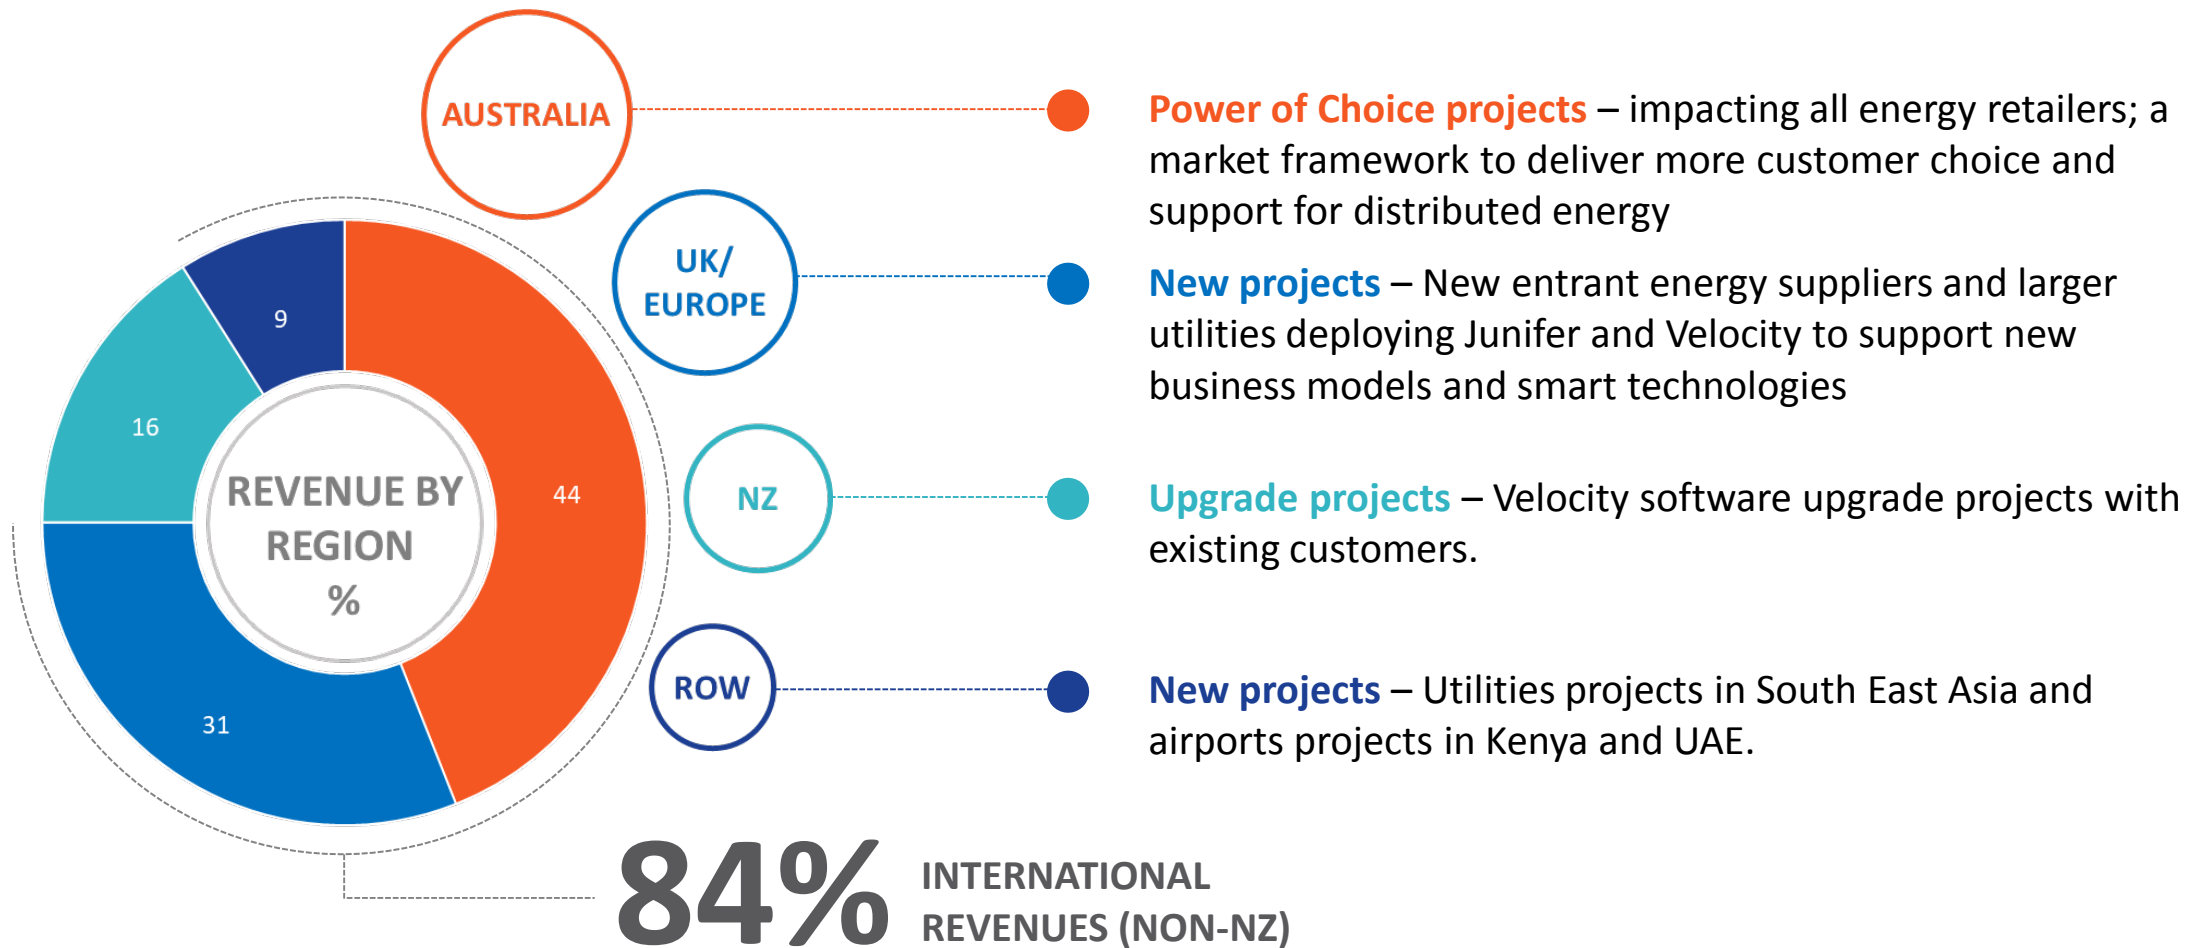 AUSTRALIA
Power of Choice projects – impacting all energy retailers; a
market framework to deliver more customer choice and
support for distributed energy
UK/
EUROPE
New projects – New entrant energy suppliers and larger
utilities deploying Junifer and Velocity to support new
business models and smart technologies
NZ
Upgrade projects – Velocity software upgrade projects with
existing customers.
ROW
New projects – Utilities projects in South East Asia and
airports projects in Kenya and UAE.
9
16
44
31
REVENUE BY
REGION
%
84%
INTERNATIONAL
REVENUES (NON-NZ)